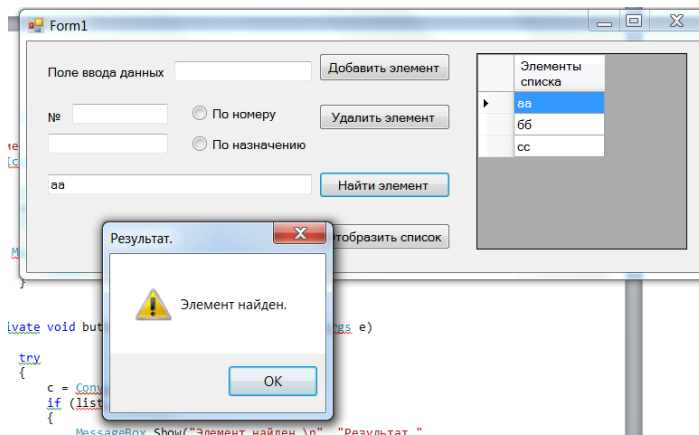 Form1
Поле ввода данных
Добавить элемент
Элементы
списка
№
По номеру
Удалить элемент
аа
По назначению
бб
сс
аа
Найти элемент
Результат.
тобразить список
Элемент найден.
OK
}
ivate void but
gs e)
try
{
c = Conv
if (list
{
MessageBox.Show("Элемент найден.\n", "Результат."